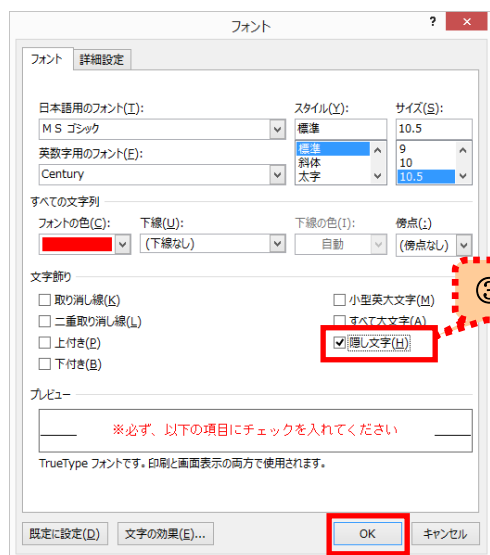 フォント ? ×
フォント 詳細設定
日本語用のフォント(T): スタイル(Y): サイズ(S):
ＭＳ ゴシック 標準 10.5
英数字用のフォント(F): 標準 9
斜体 10
Century 太字 10.5
すべての文字列
フォントの色(C): 下線(U): 下線の色(I): 傍点(:)
(下線なし) 自動 (傍点なし)
文字飾り
取り消し線(K) 小型英大文字(M)
二重取り消し線(L) すべて大文字(A)
上付き(P) 隠し文字(H)
下付き(B)
プレビュー
※必ず、以下の項目にチェックを入れてください
TrueType フォントです。印刷と画面表示の両方で使用されます。
既定に設定(D) 文字の効果(E)... OK キャンセル